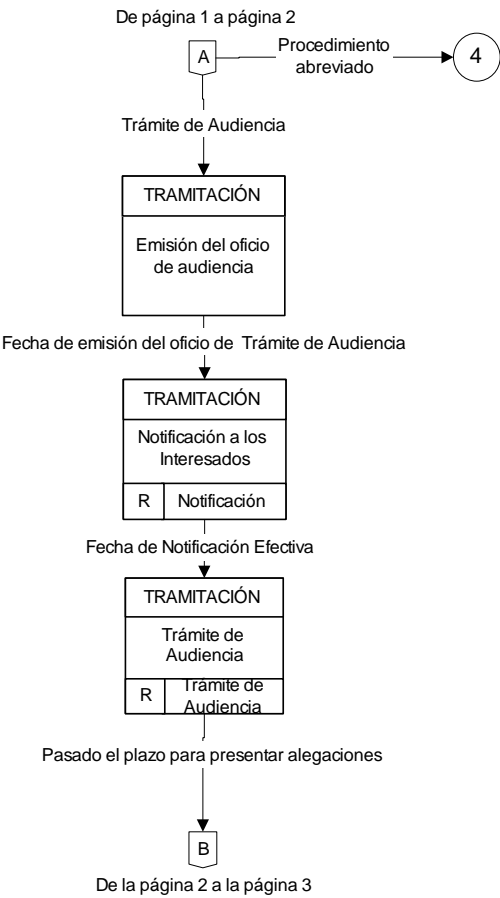 De página 1 a página 2
A
Procedimiento
abreviado
4
Trámite de Audiencia
TRAMITACIÓN
Emisión del oficio
de audiencia
Fecha de emisión del oficio de Trámite de Audiencia
TRAMITACIÓN
Notificación a los
Interesados
R Notificación
Fecha de Notificación Efectiva
TRAMITACIÓN
Trámite de
Audiencia
R Trámite de
Audiencia
Pasado el plazo para presentar alegaciones
B
De la página 2 a la página 3